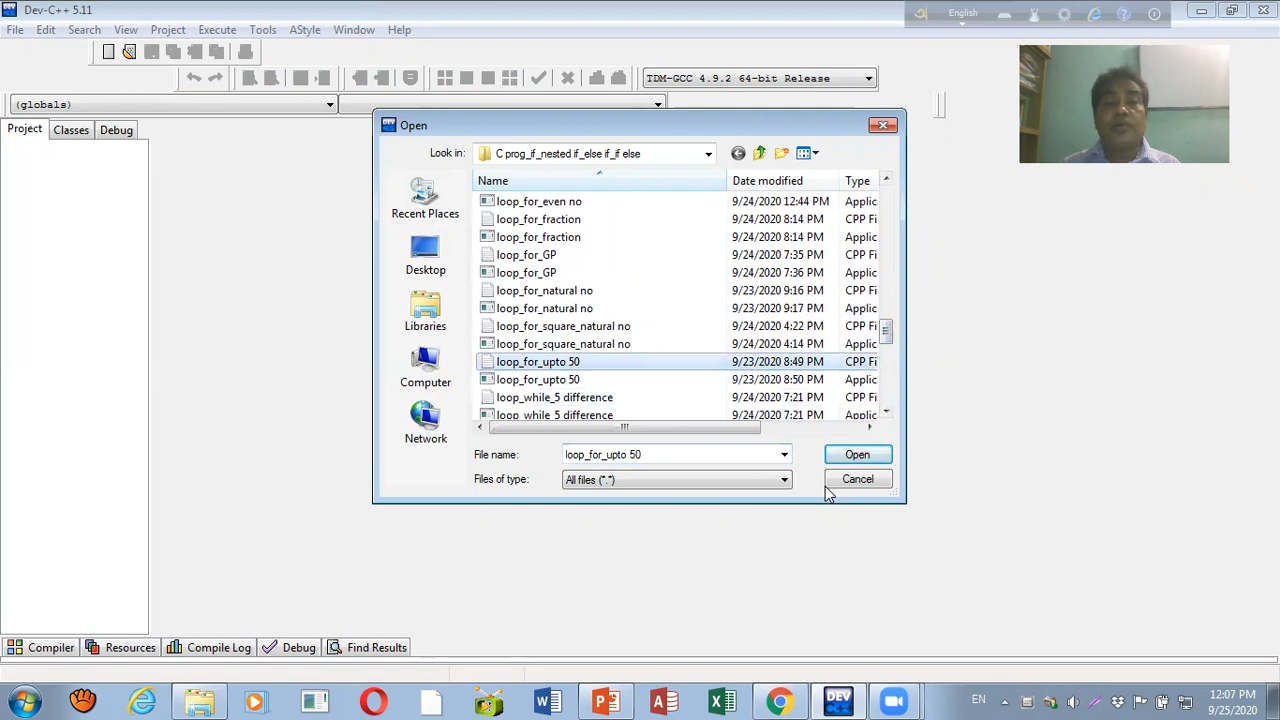 Dev-C++ 5.11
English
File Edit Search View Project Execute Tools AStyle Window Help
TDM-GCC 4.9.2 64-bit Release
(globals)
Project Classes Debug
Open
Look in: C prog_if_nested if_else if_if else
Name Date modified Type
loop_for_even no 9/24/2020 12:44 PM Applic
loop_for_fraction 9/24/2020 8:14 PM CPP Fi
loop_for_fraction 9/24/2020 8:14 PM Applic
loop_for_GP 9/24/2020 7:35 PM CPP Fi
loop_for_GP 9/24/2020 7:36 PM Applic
loop_for_natural no 9/23/2020 9:16 PM CPP Fi
loop_for_natural no 9/23/2020 9:17 PM Applic
loop_for_square_natural no 9/24/2020 4:22 PM CPP Fi
loop_for_square_natural no 9/24/2020 4:14 PM Applic
loop_for_upto 50 9/23/2020 8:49 PM CPP Fi
loop_for_upto 50 9/23/2020 8:50 PM Applic
loop_while_5 difference 9/24/2020 7:21 PM CPP Fi
loop_while_5 difference 9/24/2020 7:21 PM Applic
Recent Places
Desktop
Libraries
Computer
Network
File name: loop_for_upto 50 Open
Files of type: All files (*.*) Cancel
Compiler Resources Compile Log Debug Find Results
DEV
EN
12:07 PM
9/25/2020